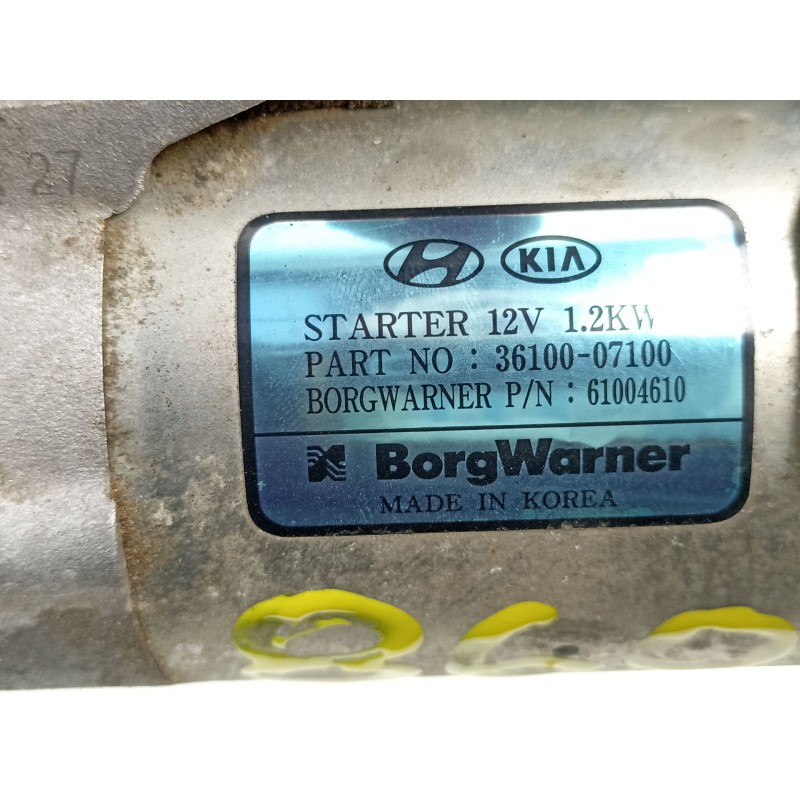 27
KIA
STARTER 12V 1.2KW
PART NO : 36100-07100
BORGWARNER P/N : 61004610
BorgWarner
MADE IN KOREA